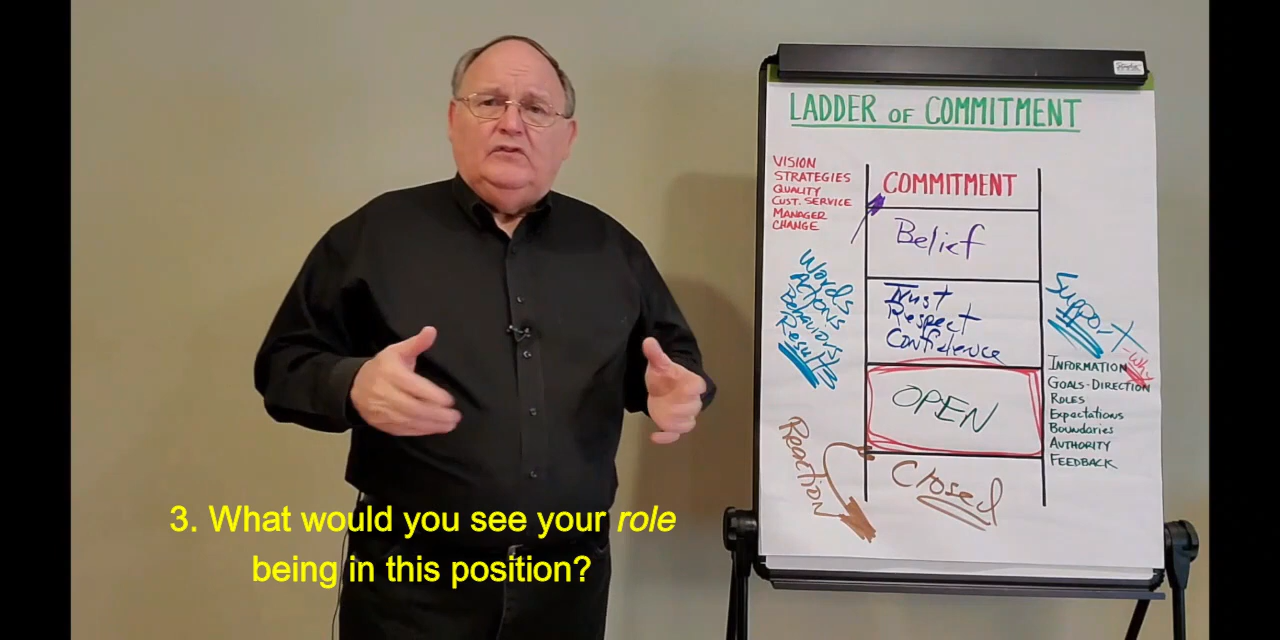 LADDER OF COMMITMENT
VISION
STRATEGIES
QUALITY
CUST. SERVICE
MANAGER
CHANGE
COMMITMENT
Belief
Trust
Respect
Confidence
OPEN
Closed
Words
Actions
Behaviors
Results
Reaction
Support
INFORMATION
GOALS-DIRECTION
ROLES
Expectations
Boundaries
AUTHORITY
FEEDBACK
3. What would you see your role
being in this position?